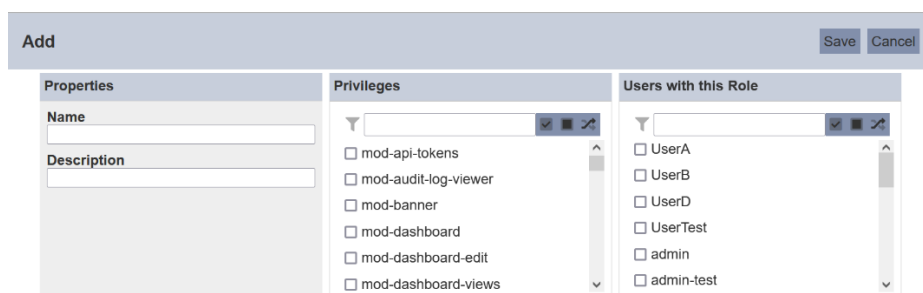 Add
Save
Cancel
Properties
Name
Description
Privileges
mod-api-tokens
mod-audit-log-viewer
mod-banner
mod-dashboard
mod-dashboard-edit
mod-dashboard-views
Users with this Role
UserA
UserB
UserD
UserTest
admin
admin-test